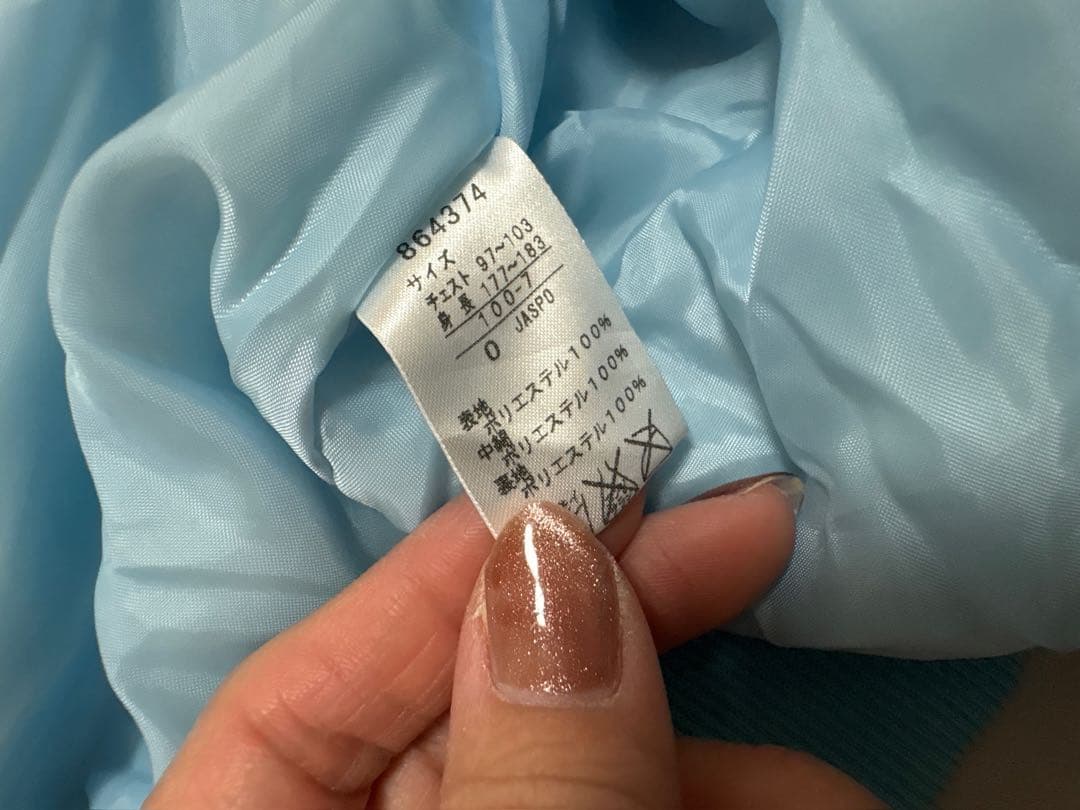 864374
サイズ
チェスト 97~103
身長 177~183
100-7
O JASPO
表地
ポリエステル100%
中綿
ポリエステル100%
裏地
ポリエステル100%